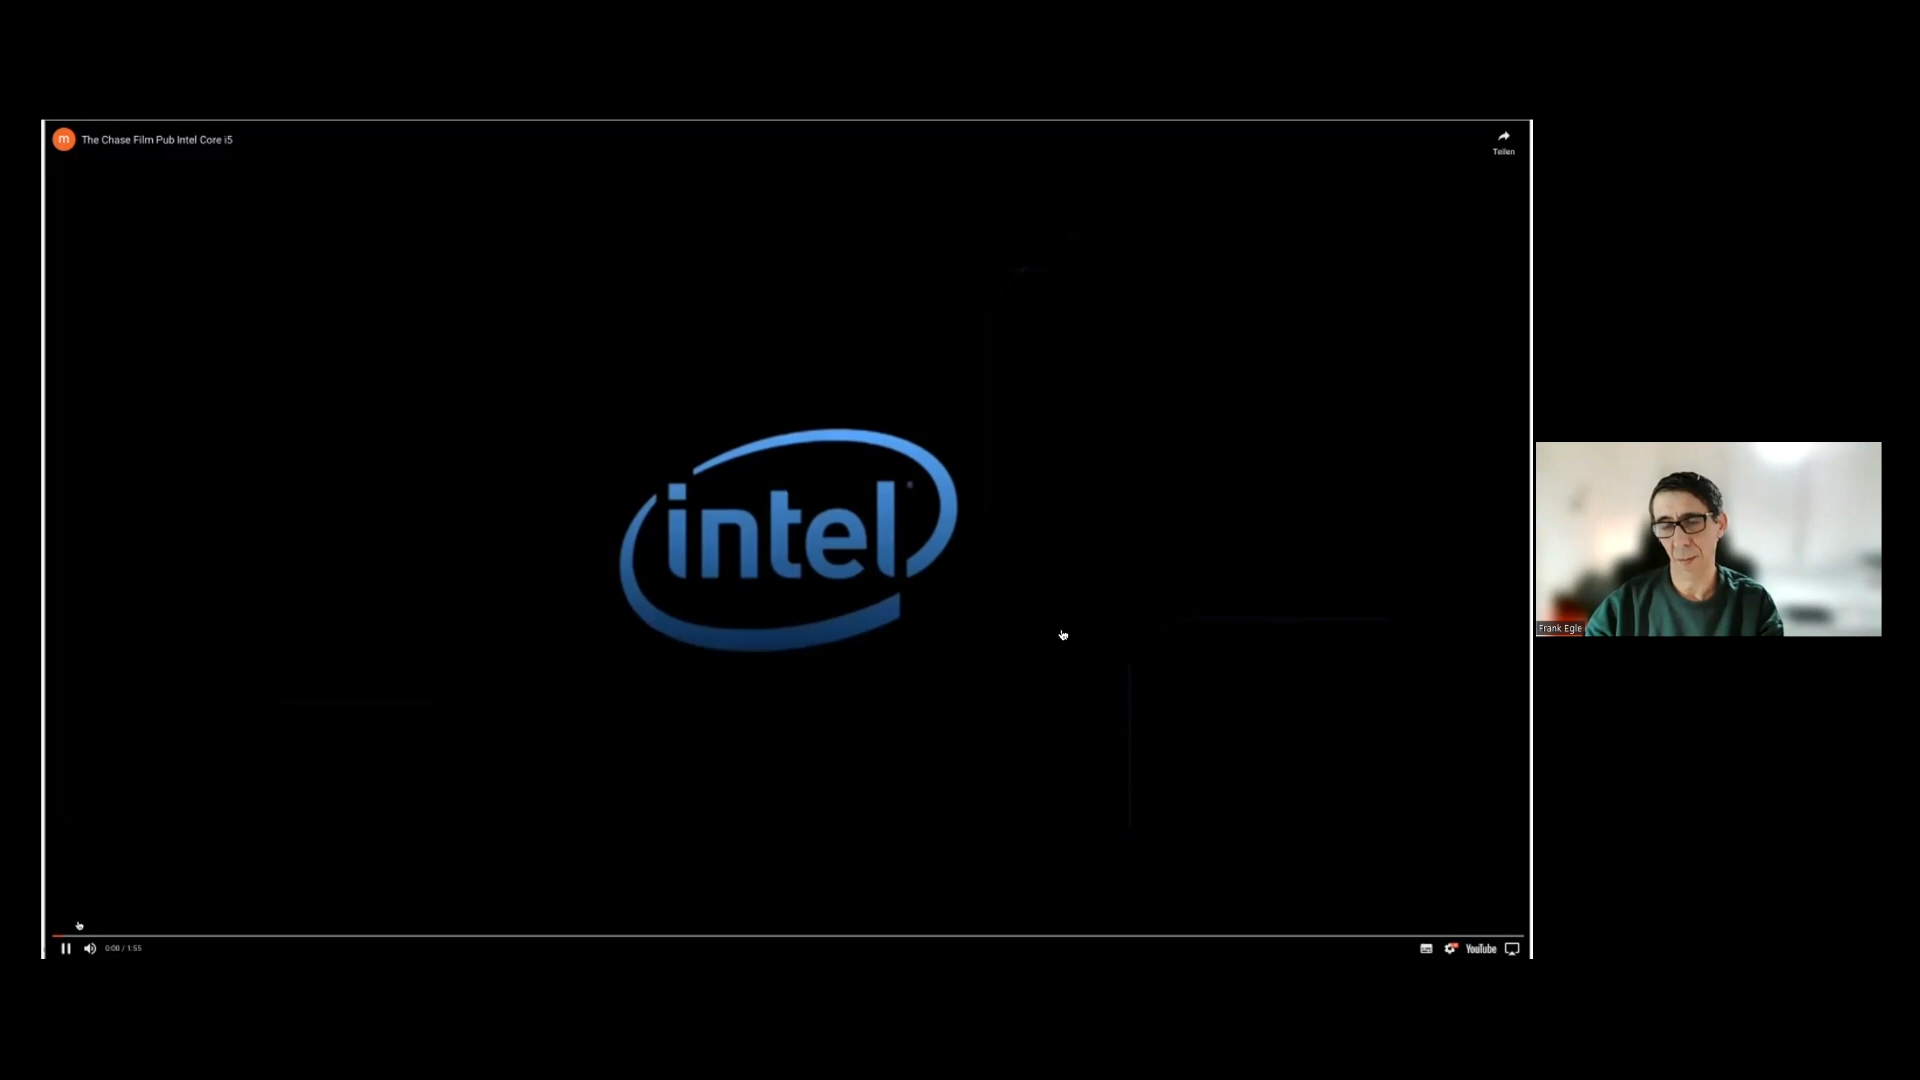 m
The Chase Film Pub Intel Core i5
Teilen
intel
Frank Egle
0:00 / 1:55
YouTube